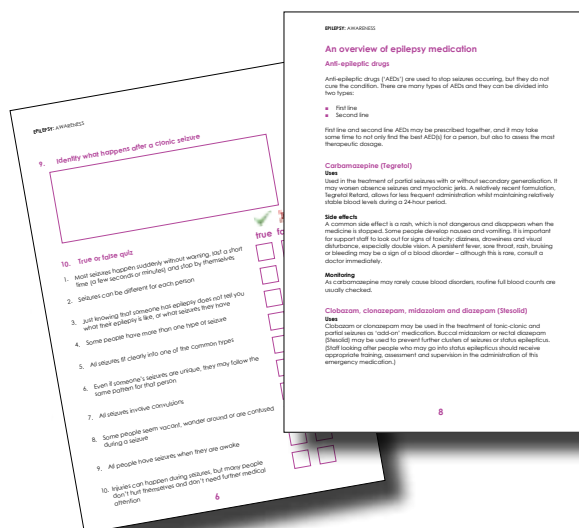 EPILEPSY: AWARENESS
9. Identity what happens after a clonic seizure
true
10. True or false quiz
1. Most seizures happen suddenly without warning, last a short
time (a few seconds or minutes) and stop by themselves
2. Seizures can be different for each person
3. Just knowing that someone has epilepsy does not tell you
what their epilepsy is like, or what seizures they have
4. Some people have more than one type of seizure
5. All seizures fit clearly into one of the common types
6. Even if someone's seizures are unique, they may follow the
same pattern for that person
7. All seizures involve convulsions
8. Some people seem vacant, wander around or are confused
during a seizure
9. All people have seizures when they are awake
10. Injuries can happen during seizures, but many people
don't hurt themselves and don't need further medical
attention
6
EPILEPSY: AWARENESS
An overview of epilepsy medication
Anti-epileptic drugs
Anti-epileptic drugs ('AEDs') are used to stop seizures occurring, but they do not
cure the condition. There are many types of AEDs and they can be divided into
two types:
First line
Second line
First line and second line AEDs may be prescribed together, and it may take
some time to not only find the best AED(s) for a person, but also to assess the most
therapeutic dosage.
Carbamazepine (Tegretol)
Uses
Used in the treatment of partial seizures with or without secondary generalisation. It
may worsen absence seizures and myoclonic jerks. A relatively recent formulation,
Tegretol Retard, allows for less frequent administration whilst maintaining relatively
stable blood levels during a 24-hour period.
Side effects
A common side effect is a rash, which is not dangerous and disappears when the
medicine is stopped. Some people develop nausea and vomiting. It is important
for support staff to look out for signs of toxicity: dizziness, drowsiness and visual
disturbance, especially double vision. A persistent fever, sore throat, rash, bruising
or bleeding may be a sign of a blood disorder – although this is rare, consult a
doctor immediately.
Monitoring
As carbamazepine may rarely cause blood disorders, routine full blood counts are
usually checked.
Clobazam, clonazepam, midazolam and diazepam (Stesolid)
Uses
Clobazam or clonazepam may be used in the treatment of tonic-clonic and
partial seizures as 'add-on' medication. Buccal midazolam or rectal diazepam
(Stesolid) may be used to prevent further clusters of seizures or status epilepticus.
(Staff looking after people who may go into status epilepticus should receive
appropriate training, assessment and supervision in the administration of this
emergency medication.)
8